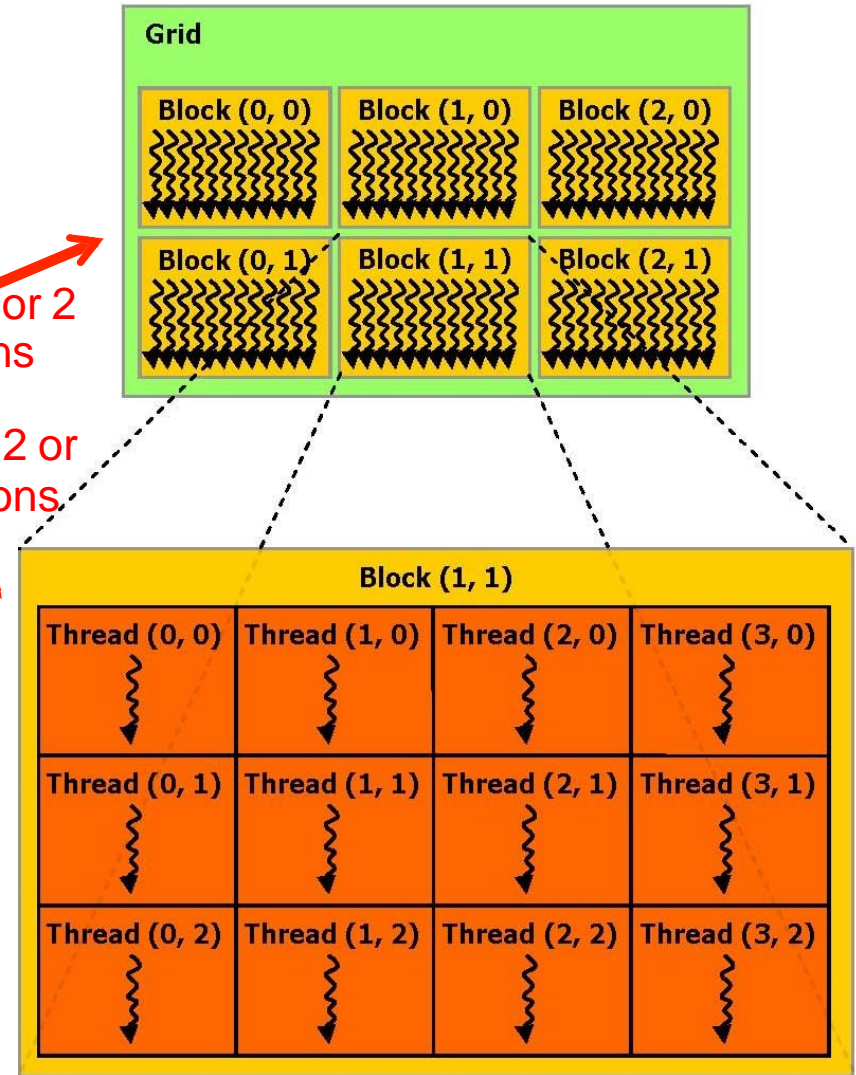 Grid
Block (0, 0) Block (1, 0) Block (2, 0)
Block (0, 1) Block (1, 1) Block (2, 1)
or 2
ns
2 or
ons
Block (1, 1)
Thread (0, 0) Thread (1, 0) Thread (2, 0) Thread (3, 0)
Thread (0, 1) Thread (1, 1) Thread (2, 1) Thread (3, 1)
Thread (0, 2) Thread (1, 2) Thread (2, 2) Thread (3, 2)